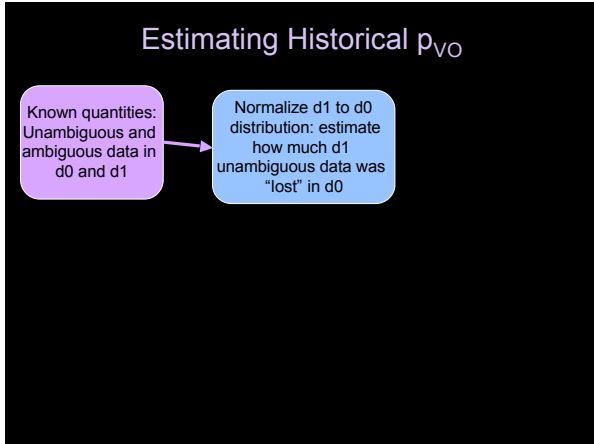 Estimating Historical pVO
Known quantities:
Unambiguous and
ambiguous data in
d0 and d1
Normalize d1 to d0
distribution: estimate
how much d1
unambiguous data was
“lost” in d0